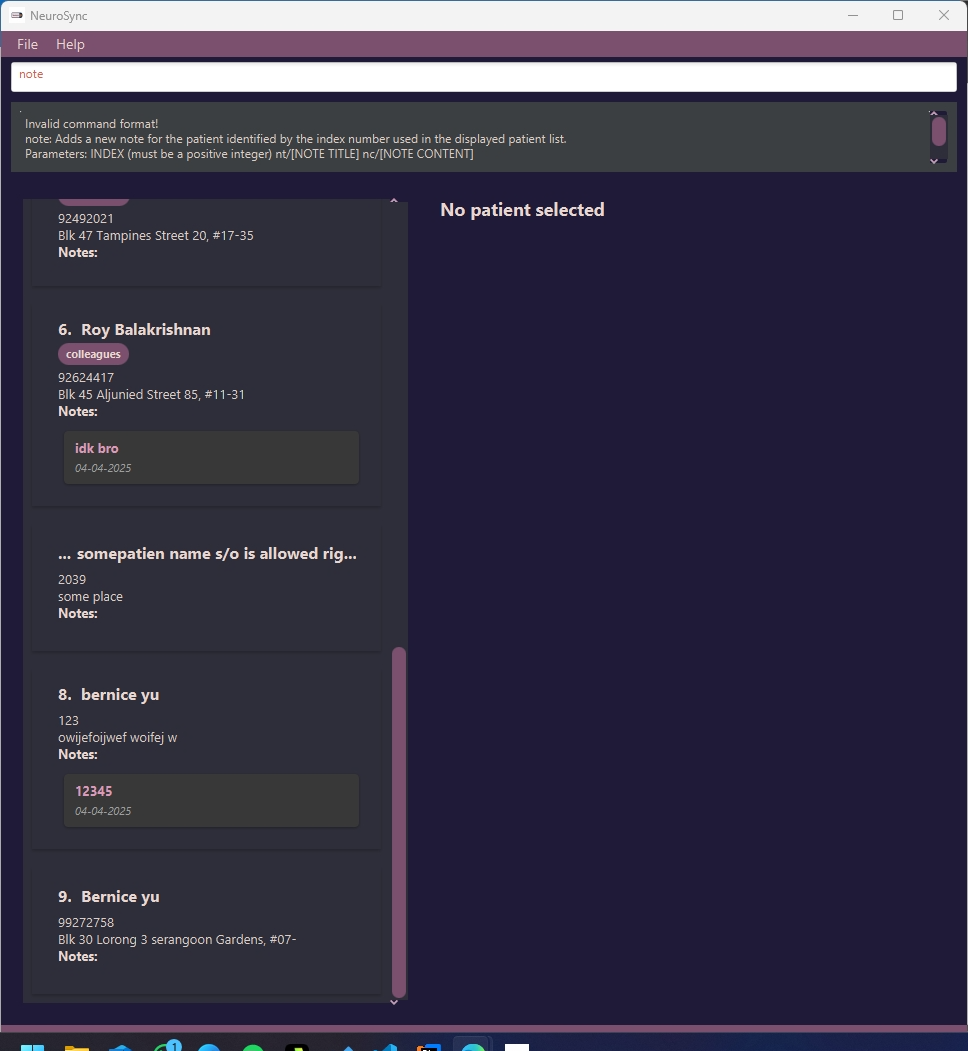 NeuroSync
File Help
note
Invalid command format!
note: Adds a new note for the patient identified by the index number used in the displayed patient list.
Parameters: INDEX (must be a positive integer) nt/[NOTE TITLE] nc/[NOTE CONTENT]
No patient selected
92492021
Blk 47 Tampines Street 20, #17-35
Notes:
6. Roy Balakrishnan
colleagues
92624417
Blk 45 Aljunied Street 85, #11-31
Notes:
idk bro
04-04-2025
... somepatien name s/o is allowed rig...
2039
some place
Notes:
8. bernice yu
123
owijefoijwef woifej w
Notes:
12345
04-04-2025
9. Bernice yu
99272758
Blk 30 Lorong 3 serangoon Gardens, #07-
Notes:
1